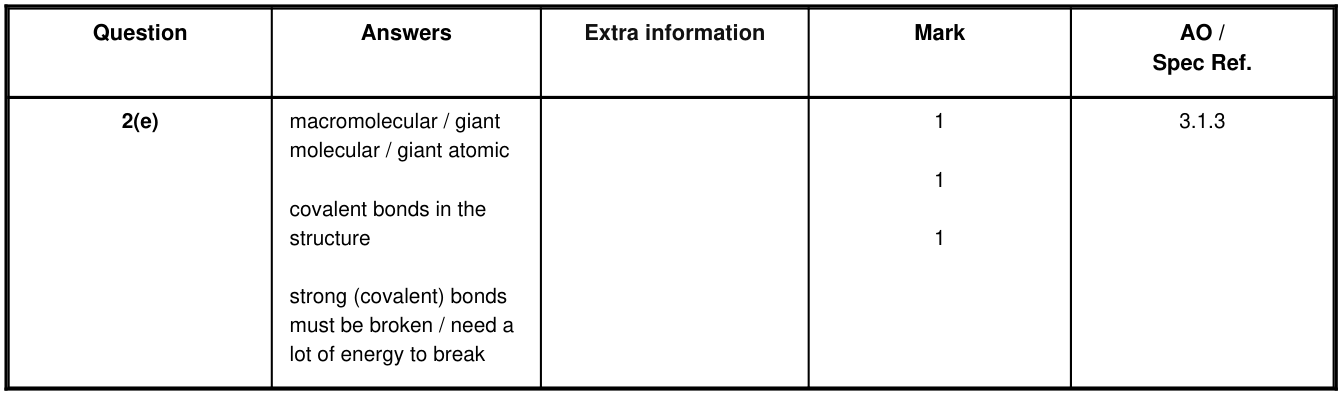 Question Answers Extra information Mark AO /
Spec Ref.
2(e) macromolecular / giant 1 3.1.3
molecular / giant atomic
1
covalent bonds in the
structure 1
strong (covalent) bonds
must be broken / need a
lot of energy to break